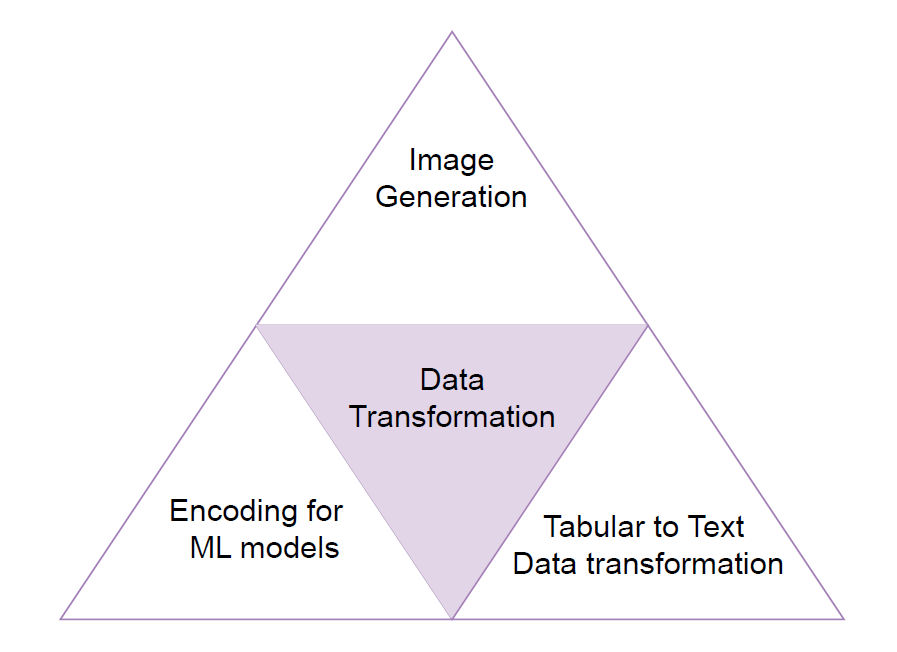 Image
Generation
Data
Transformation
Encoding for
ML models
Tabular to Text
Data transformation